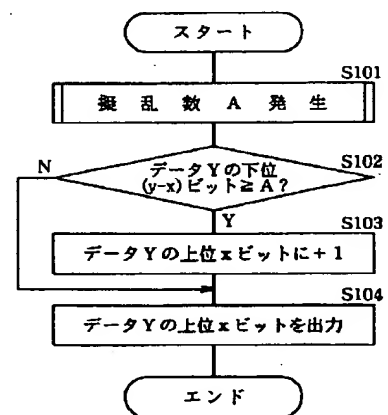 スタート
S101
擬乱数A発生
S102
データYの下位
(y-x)ビット≧A?
N
Y
S103
データYの上位xビットに+1
S104
データYの上位xビットを出力
エンド